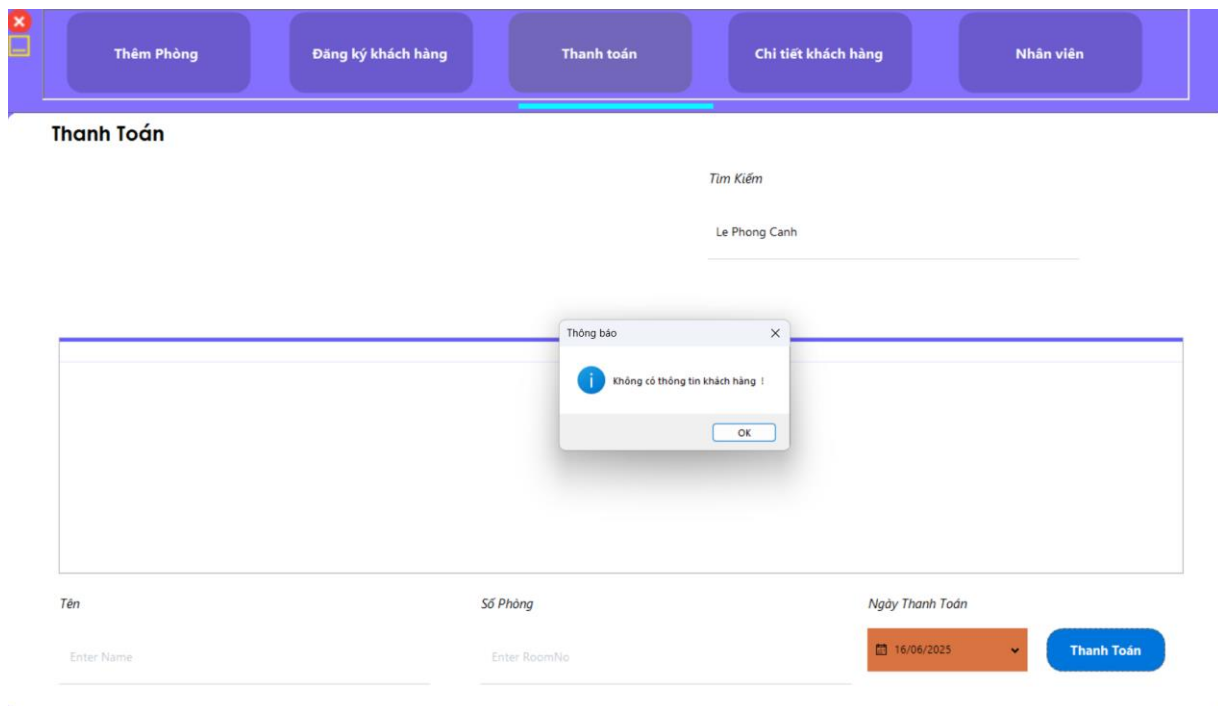 Thêm Phòng
Đăng ký khách hàng
Thanh toán
Chi tiết khách hàng
Nhân viên
Thanh Toán
Tìm Kiếm
Le Phong Canh
Thông báo
Không có thông tin khách hàng !
OK
Tên
Số Phòng
Ngày Thanh Toán
Enter Name
Enter RoomNo
16/06/2025
Thanh Toán